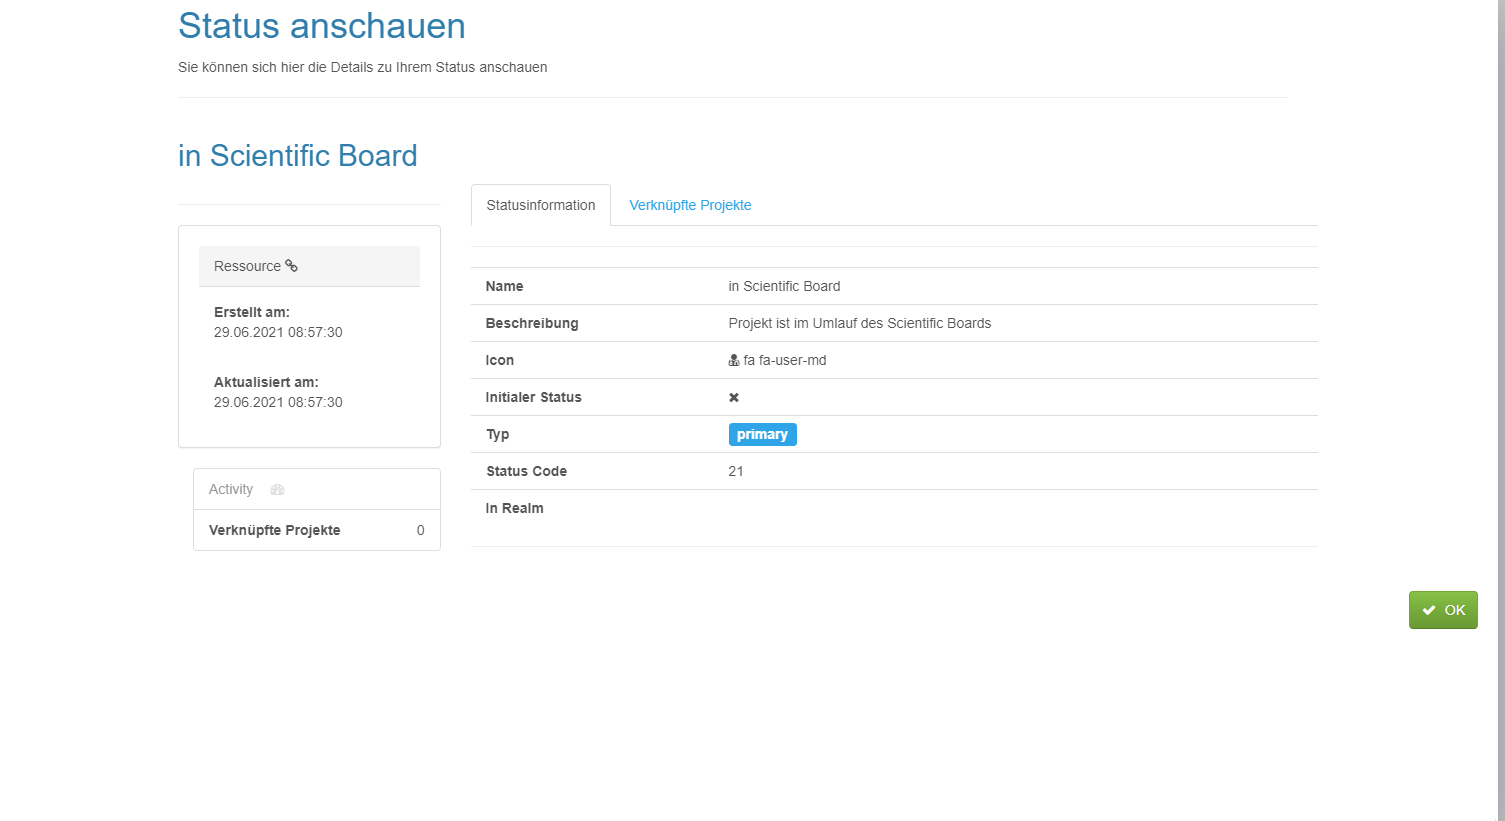 Status anschauen
Sie können sich hier die Details zu Ihrem Status anschauen
in Scientific Board
Ressource
Erstellt am:
29.06.2021 08:57:30
Aktualisiert am:
29.06.2021 08:57:30
Activity
Verknüpfte Projekte 0
Statusinformation Verknüpfte Projekte
Name in Scientific Board
Beschreibung Projekt ist im Umlauf des Scientific Boards
Icon fa fa-user-md
Initialer Status
Typ primary
Status Code 21
In Realm
OK